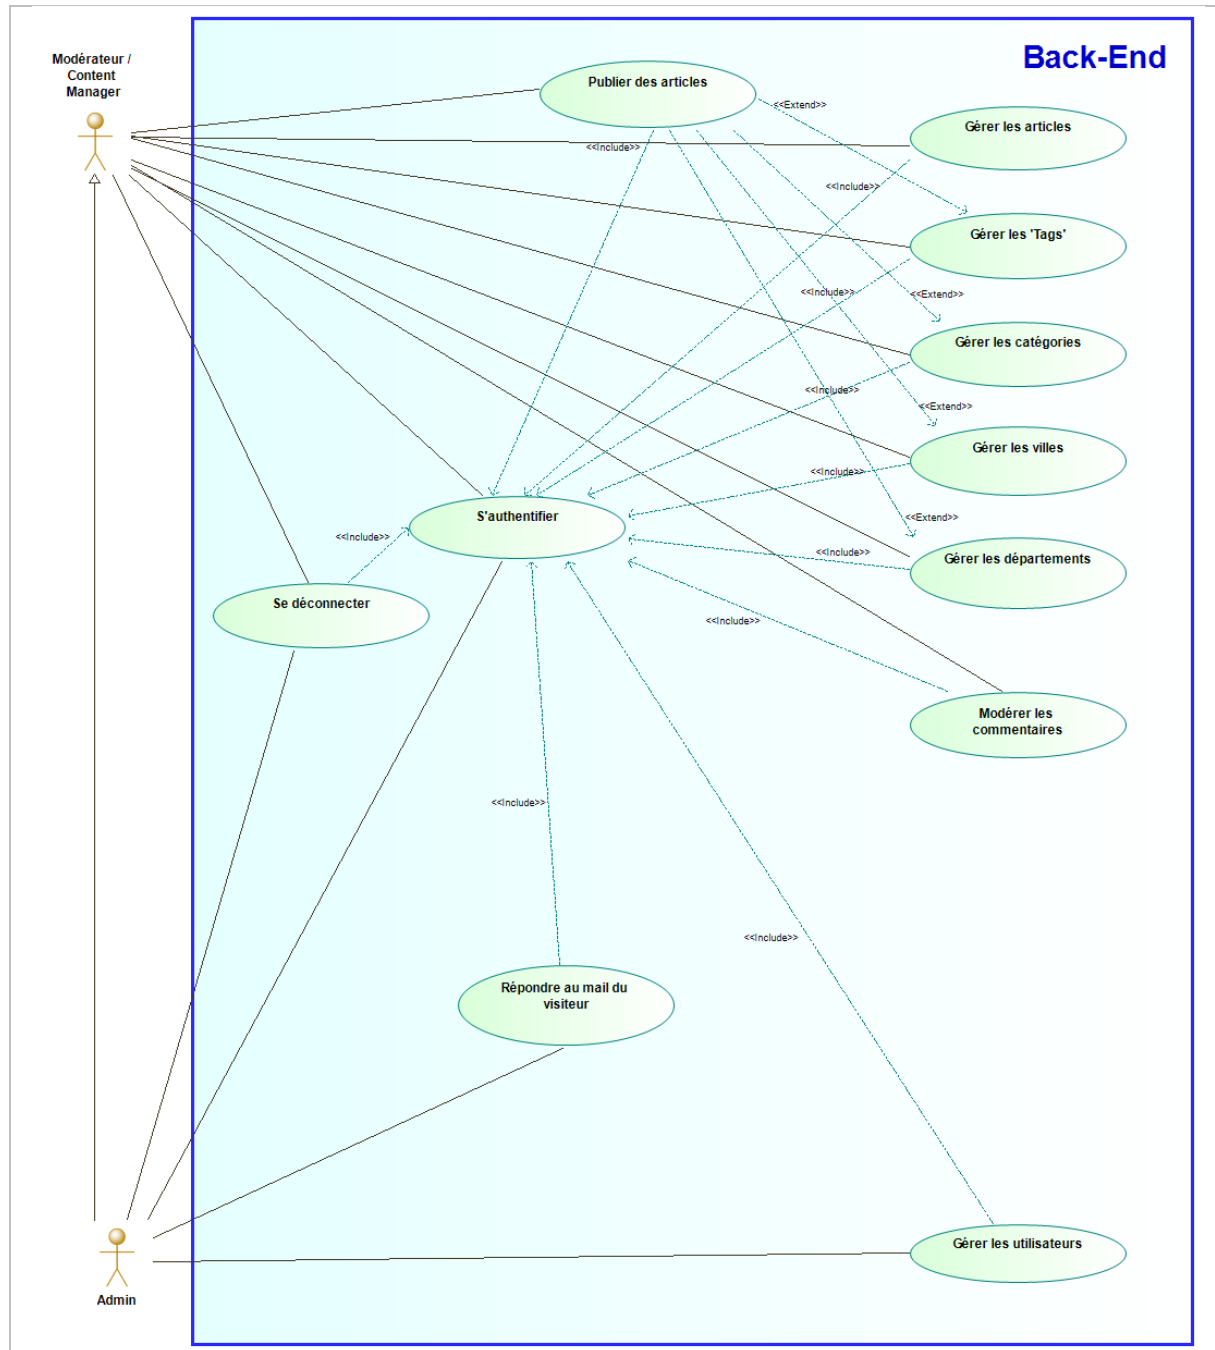 Modérateur /
Content
Manager
Back-End
Publier des articles
<<Extend>>
Gérer les articles
<<Include>>
<<Include>>
Gérer les 'Tags'
<<Include>>
<<Extend>>
Gérer les catégories
<<Include>>
<<Extend>>
Gérer les villes
<<Include>>
S'authentifier
<<Extend>>
<<Include>>
<<Include>>
Gérer les départements
Se déconnecter
<<Include>>
Modérer les
commentaires
<<Include>>
<<Include>>
Répondre au mail du
visiteur
Gérer les utilisateurs
Admin